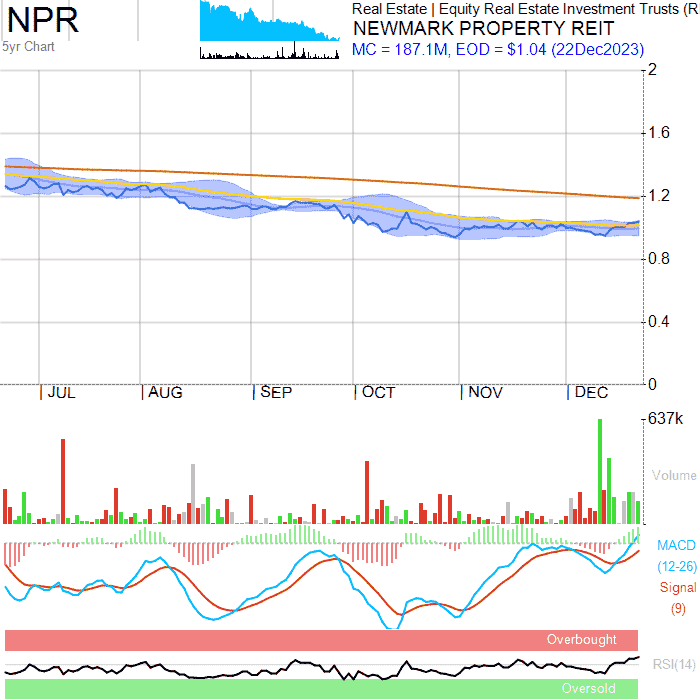 NPR
5yr Chart
Real Estate | Equity Real Estate Investment Trusts (R
NEWMARK PROPERTY REIT
MC = 187.1M, EOD = $1.04 (22Dec2023)
2
1.6
1.2
0.8
0.4
0
| JUL | AUG | SEP | OCT | NOV | DEC
637k
Volume
MACD
(12-26)
Signal
(9)
Overbought
RSI(14)
Oversold